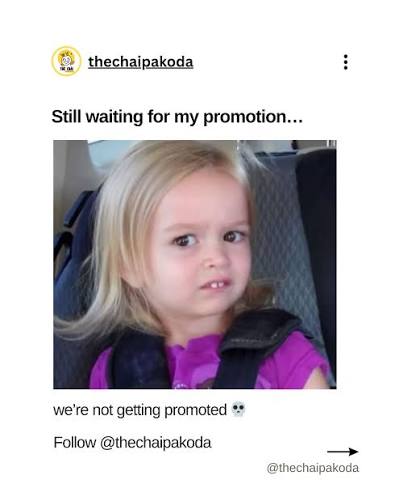 thechaipakoda
Still waiting for my promotion...
we're not getting promoted 💀
Follow @thechaipakoda
@thechaipakoda